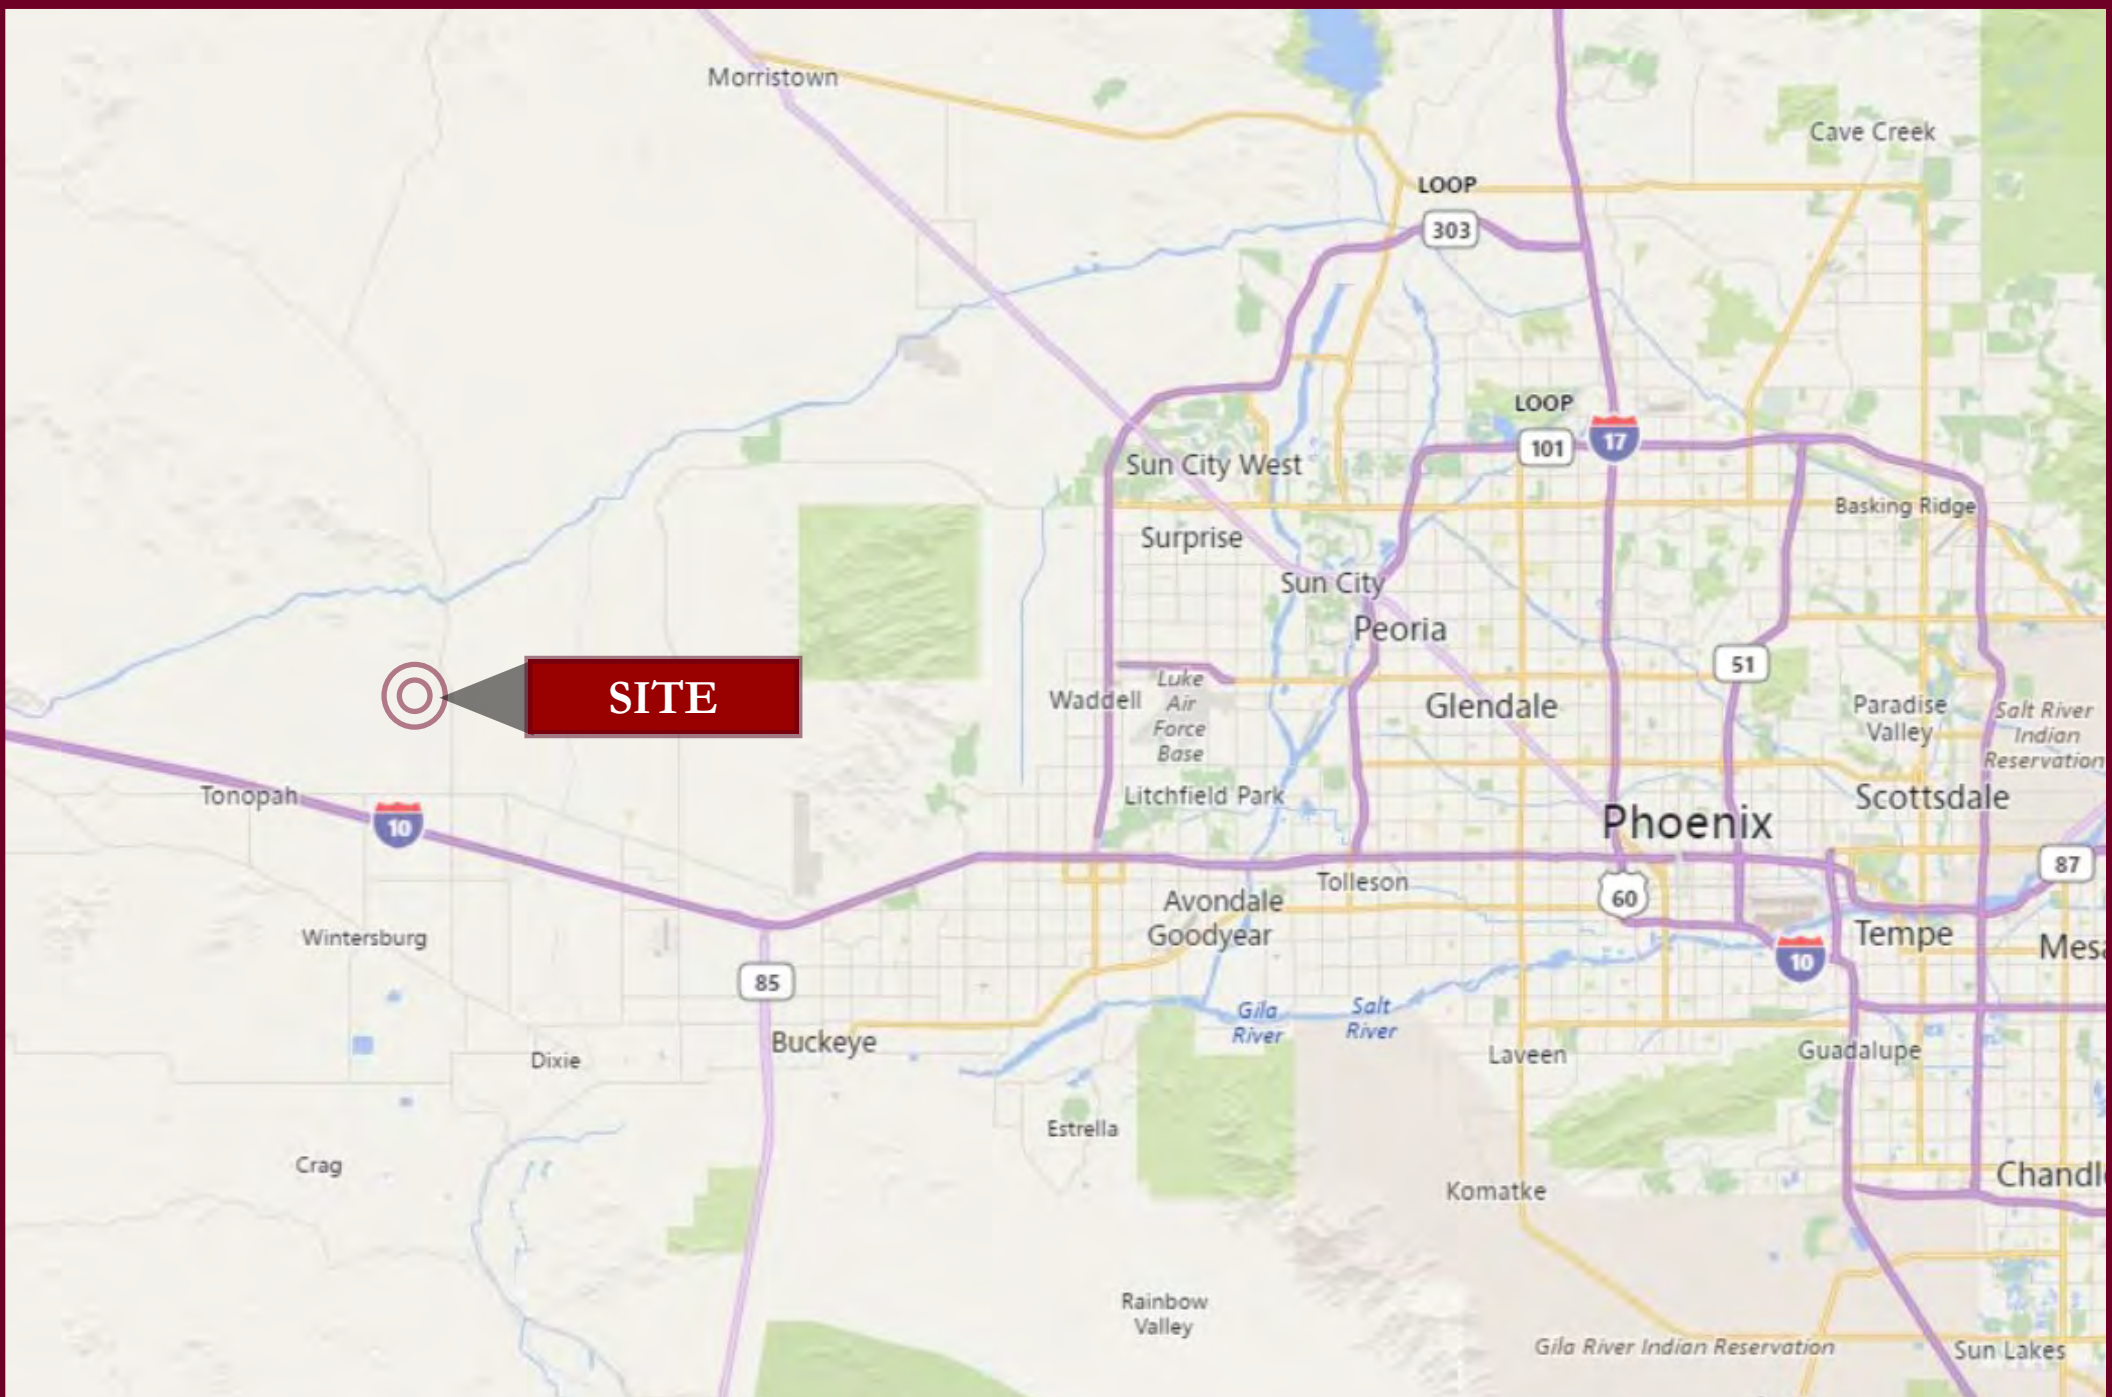 Morristown
Cave Creek
LOOP
303
LOOP
101
17
Sun City West
Basking Ridge
Surprise
Sun City
Peoria
51
SITE
Waddell
Luke
Air
Force
Base
Glendale
Paradise
Valley
Salt River
Indian
Reservation
Tonopah
Litchfield Park
Scottsdale
10
Phoenix
87
Tolleson
60
Avondale
Goodyear
Wintersburg
Tempe
Mesa
10
85
Gila
River
Salt
River
Buckeye
Dixie
Laveen
Guadalupe
Estrella
Crag
Komatke
Chandl
Rainbow
Valley
Gila River Indian Reservation
Sun Lakes